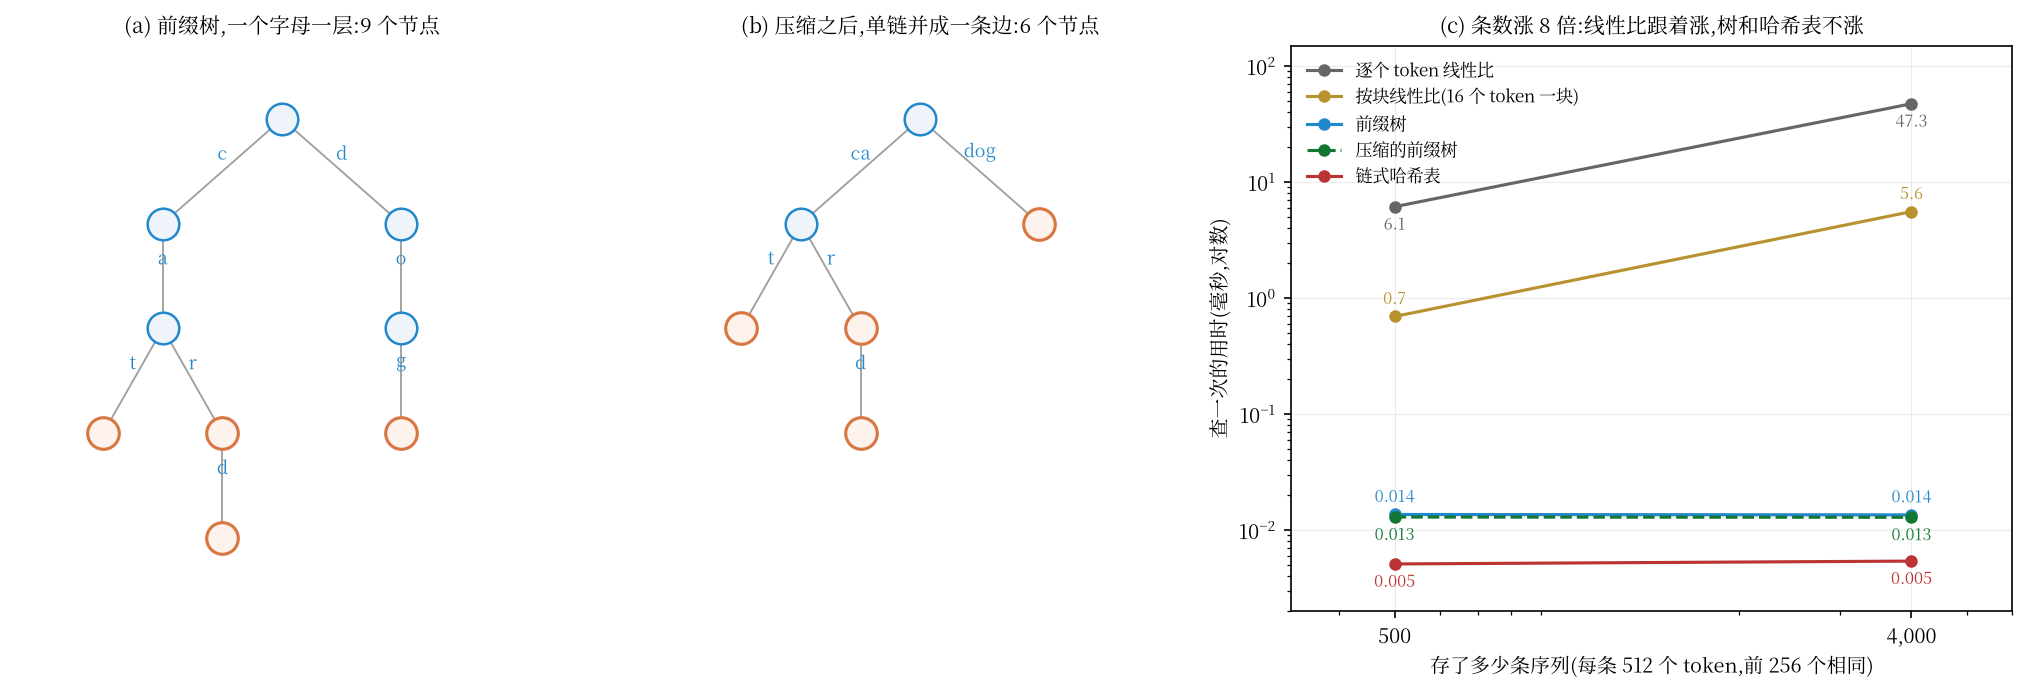 (a) 前缀树,一个字母一层:9 个节点
c
d
a
o
t
r
g
d
(b) 压缩之后,单链并成一条边:6 个节点
ca
dog
t
r
d
(c) 条数涨 8 倍:线性比跟着涨,树和哈希表不涨
逐个 token 线性比
按块线性比(16 个 token 一块)
前缀树
压缩的前缀树
链式哈希表
查一次的用时(毫秒,对数)
10²
10¹
10⁰
10⁻¹
10⁻²
6.1
47.3
0.7
5.6
0.014
0.014
0.013
0.013
0.005
0.005
500
4,000
存了多少条序列(每条 512 个 token,前 256 个相同)